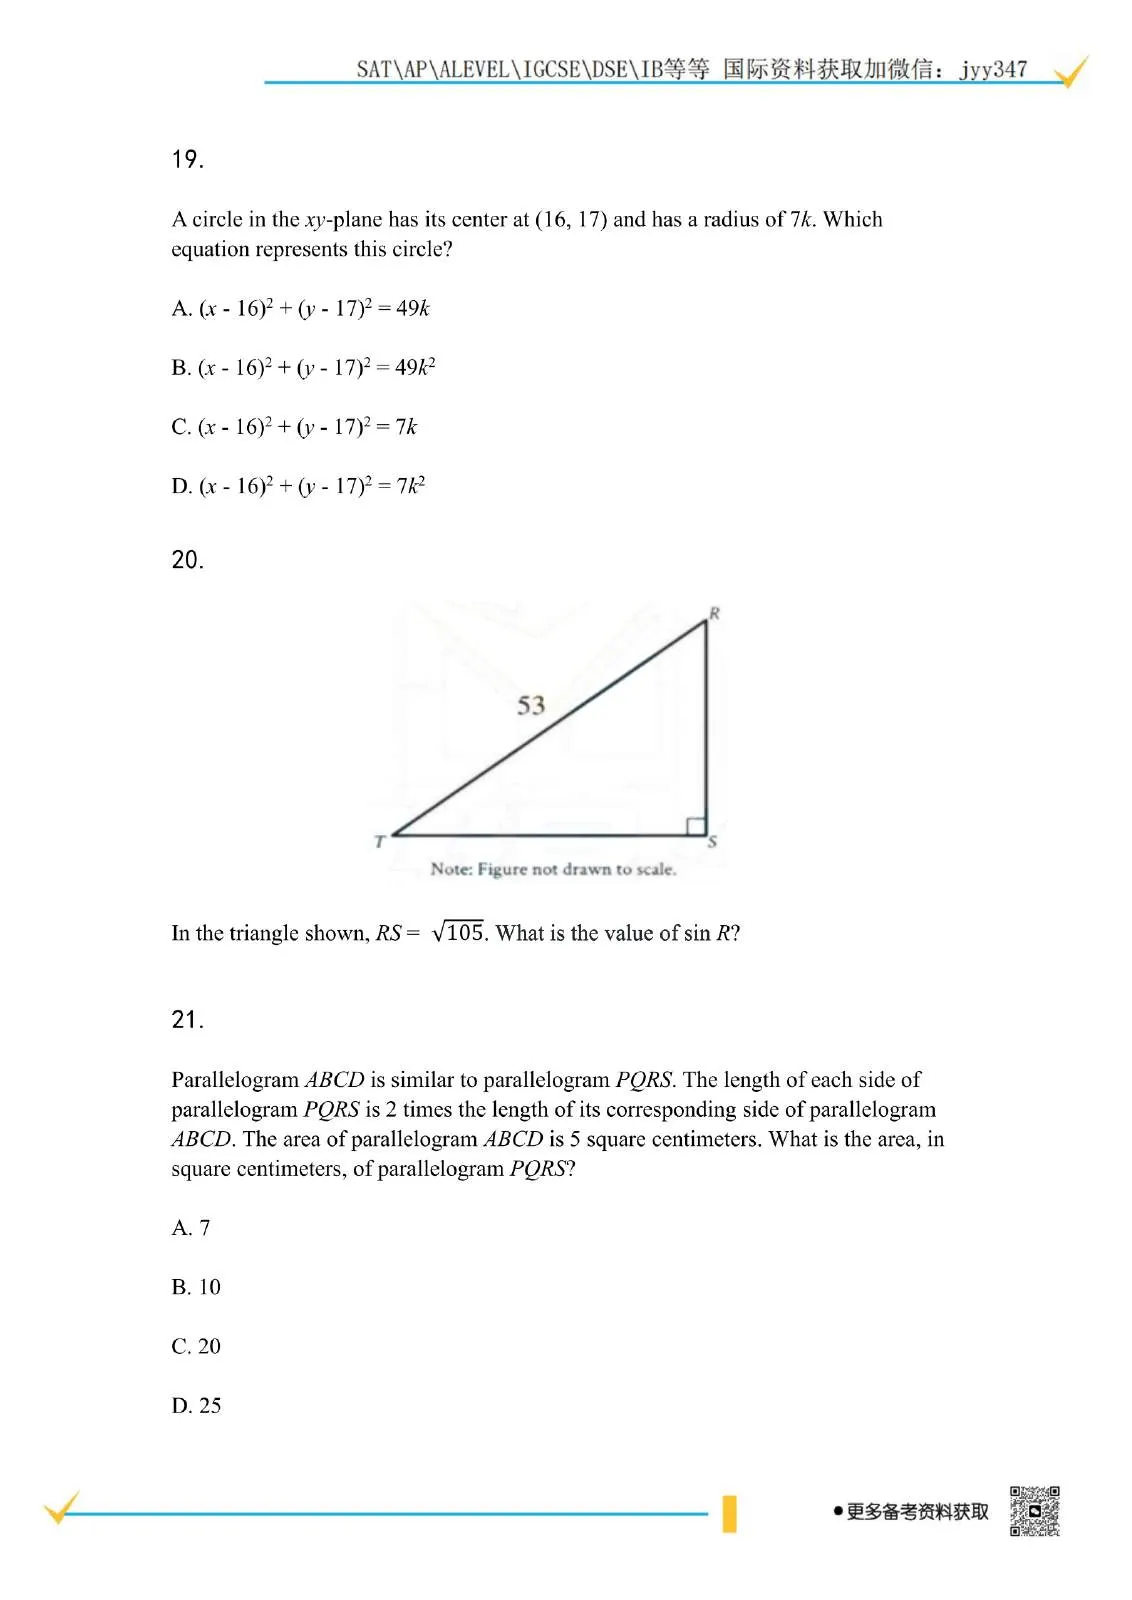 SAT\AP\ALEVEL\IGCSE\DSE\IB等等 国际资料获取加微信：jyy347
19.
A circle in the xy-plane has its center at (16, 17) and has a radius of 7k. Which
equation represents this circle?
A. (x - 16)² + (y - 17)² = 49k
B. (x - 16)² + (y - 17)² = 49k²
C. (x - 16)² + (y - 17)² = 7k
D. (x - 16)² + (y - 17)² = 7k²
20.
R
53
T
S
Note: Figure not drawn to scale.
In the triangle shown, RS = √105. What is the value of sin R?
21.
Parallelogram ABCD is similar to parallelogram PQRS. The length of each side of
parallelogram PQRS is 2 times the length of its corresponding side of parallelogram
ABCD. The area of parallelogram ABCD is 5 square centimeters. What is the area, in
square centimeters, of parallelogram PQRS?
A. 7
B. 10
C. 20
D. 25
●更多备考资料获取